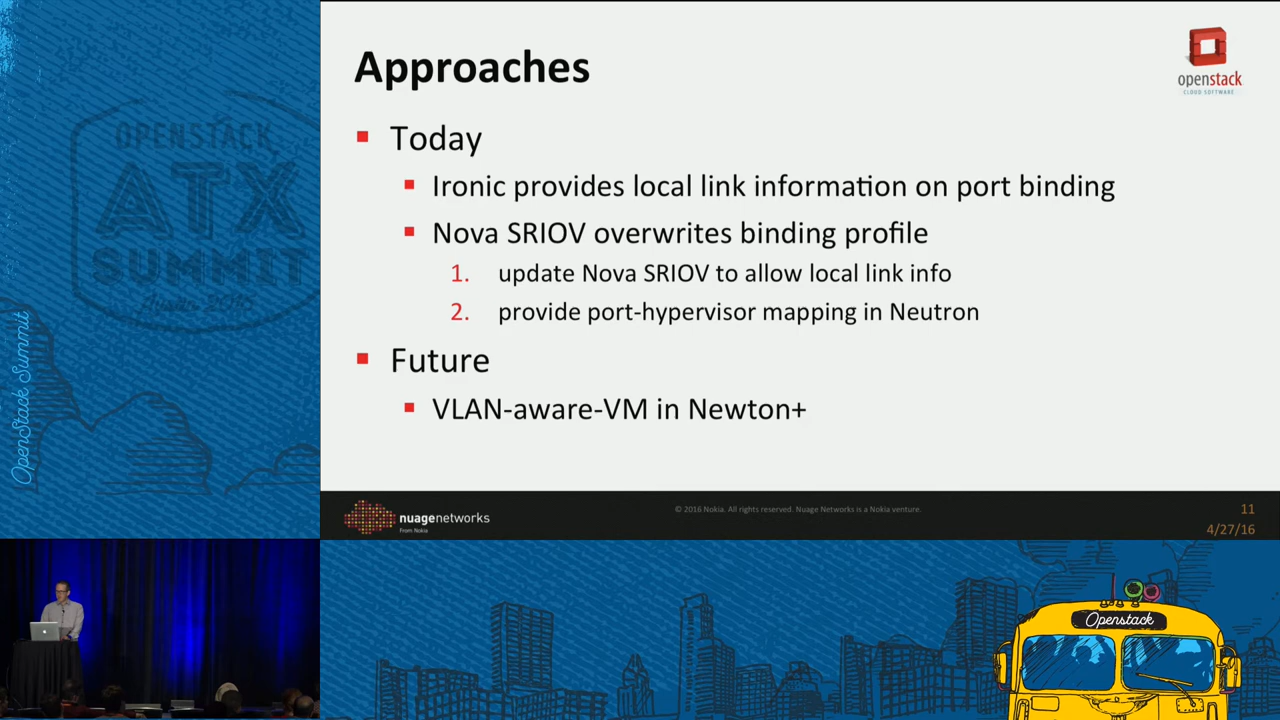 Approaches
openstack
CLOUD SOFTWARE
Today
Ironic provides local link information on port binding
Nova SRIOV overwrites binding profile
1. update Nova SRIOV to allow local link info
2. provide port-hypervisor mapping in Neutron
Future
VLAN-aware-VM in Newton+
nuagenetworks
From Nokia
© 2016 Nokia. All rights reserved. Nuage Networks is a Nokia venture.
11
4/27/16
OPENSTACK
ATX
SUMMIT
Austin 2016
OpenStack Summit
Openstack